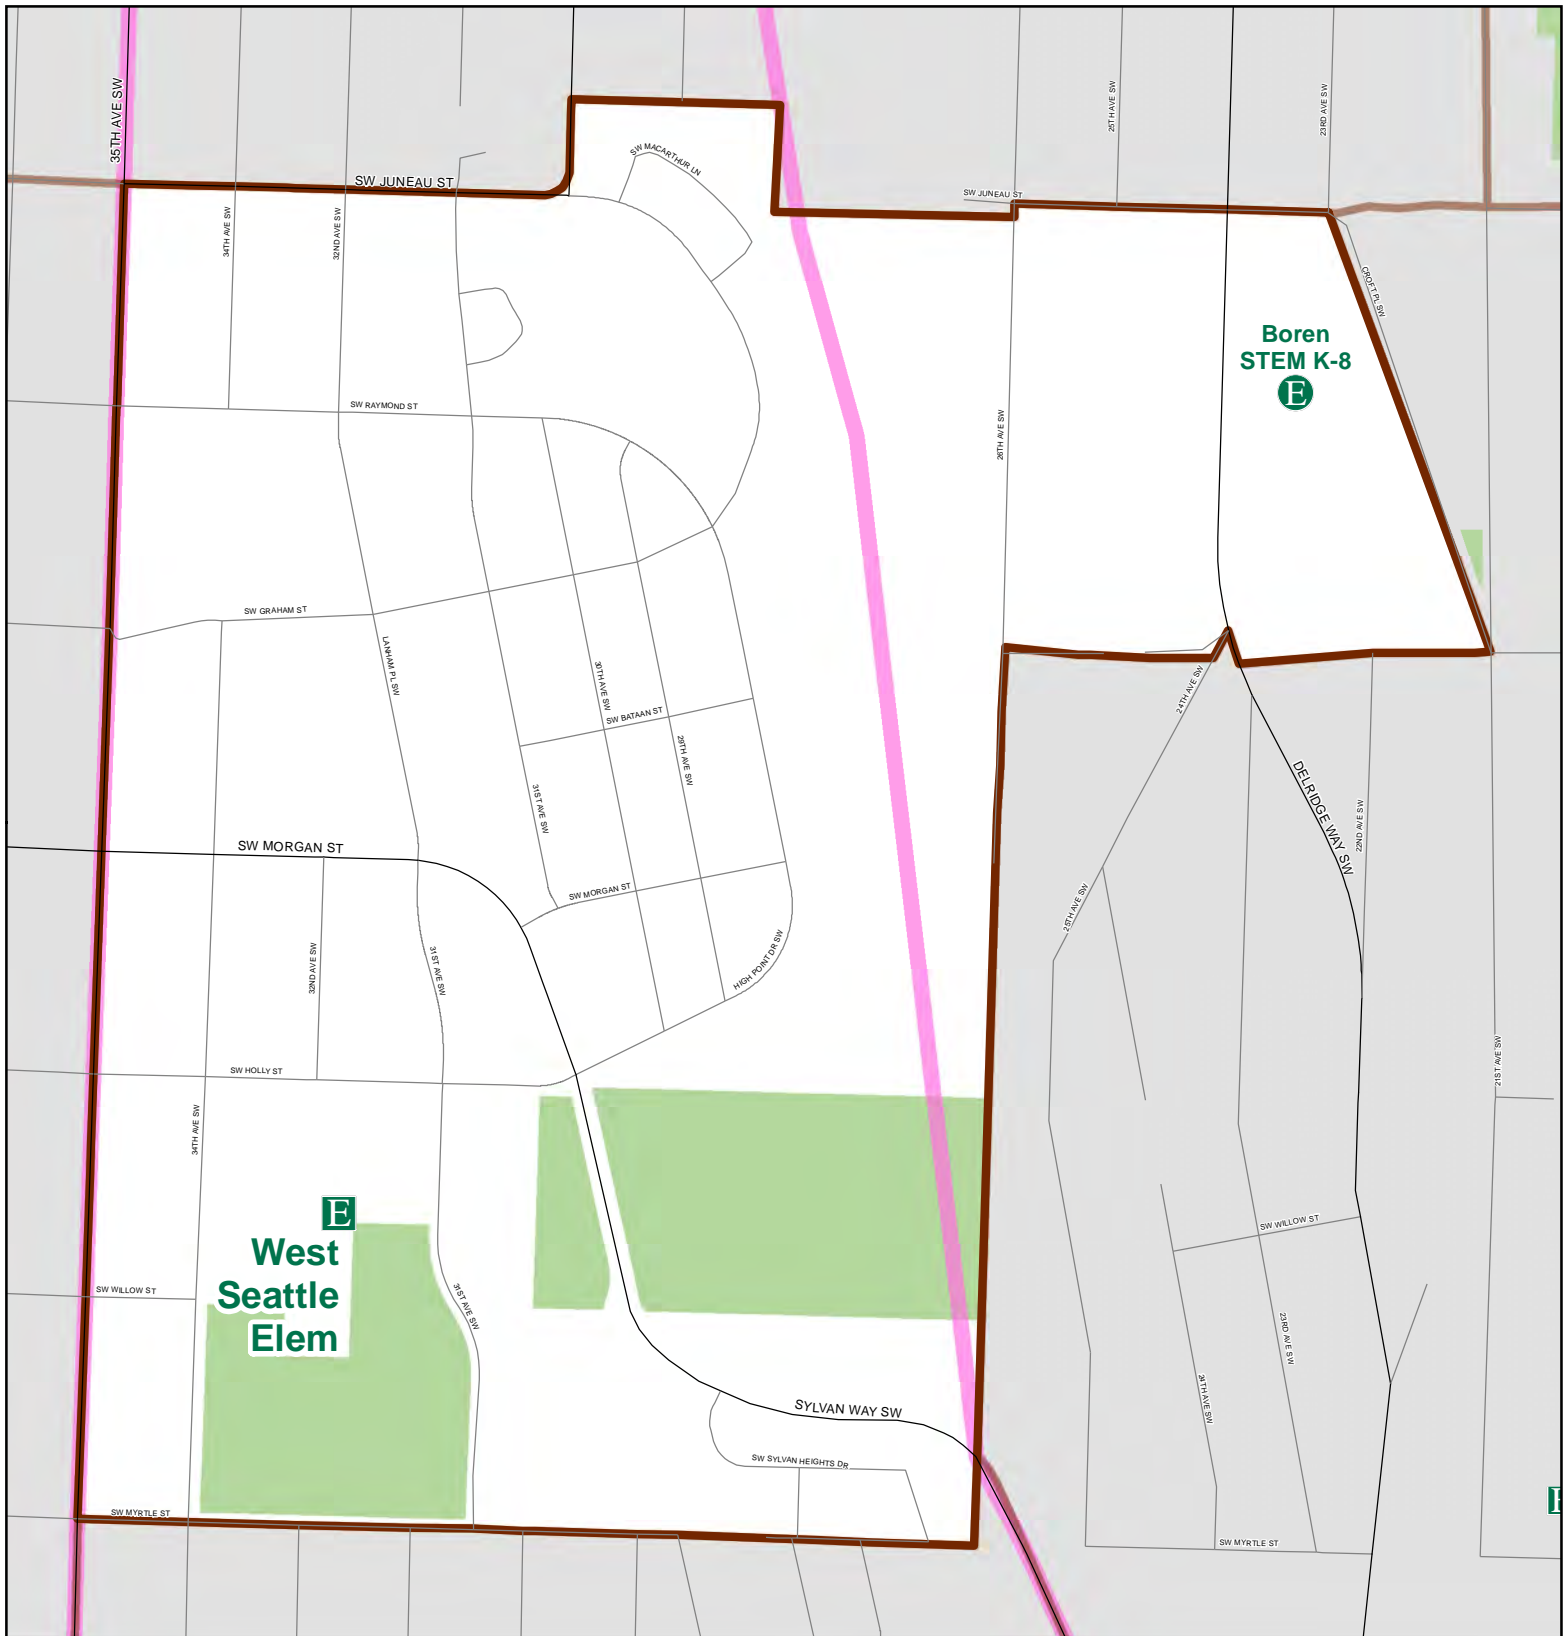 35TH AVE SW
25TH AVE SW
23RD AVE SW
SW MACARTHUR LN
SW JUNEAU ST
SW JUNEAU ST
34TH AVE SW
32ND AVE SW
CROFT PL SW
Boren
STEM K-8
E
SW RAYMOND ST
26TH AVE SW
SW GRAHAM ST
LANHAM PL SW
30TH AVE SW
24TH AVE SW
SW BATAAN ST
29TH AVE SW
31ST AVE SW
DELRIDGE WAY SW
22ND AVE SW
SW MORGAN ST
SW MORGAN ST
25TH AVE SW
32ND AVE SW
31ST AVE SW
HIGH POINT DR SW
SW HOLLY ST
21ST AVE SW
34TH AVE SW
E
West
Seattle
Elem
SW WILLOW ST
SW WILLOW ST
31ST AVE SW
23RD AVE SW
24TH AVE SW
SYLVAN WAY SW
SW SYLVAN HEIGHTS DR
SW MYRTLE ST
SW MYRTLE ST